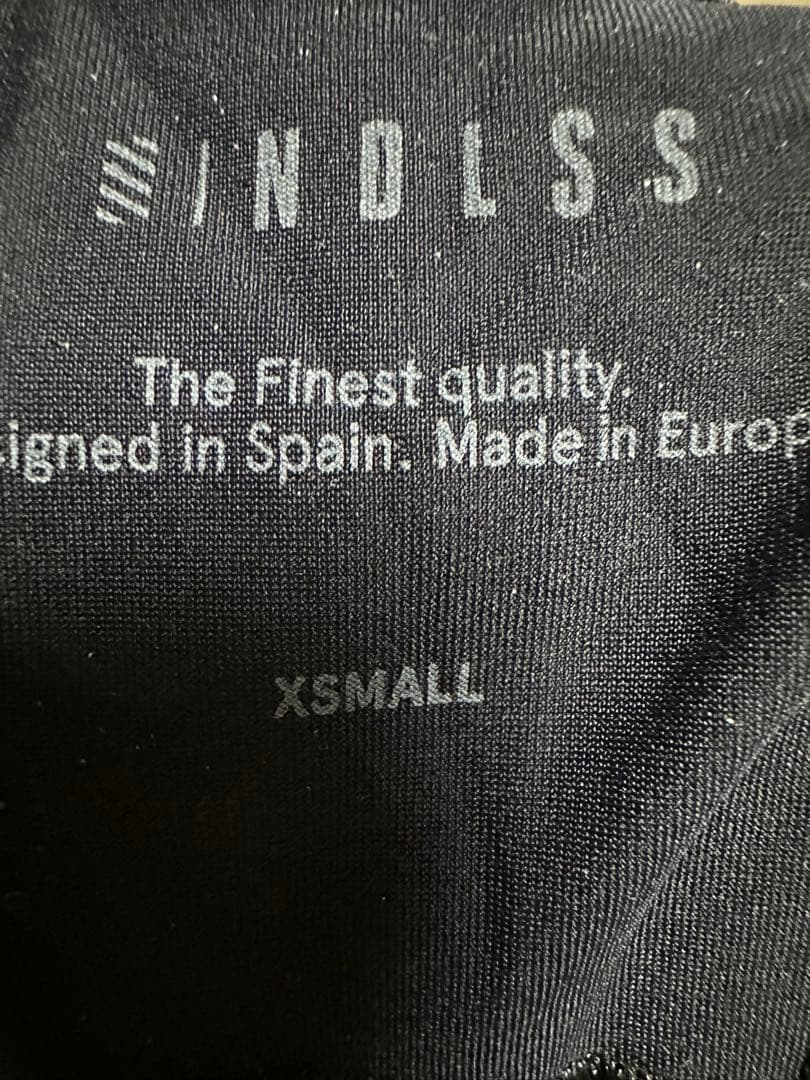 NDLSS
The Finest quality.
igned in Spain. Made in Europ
XSMALL